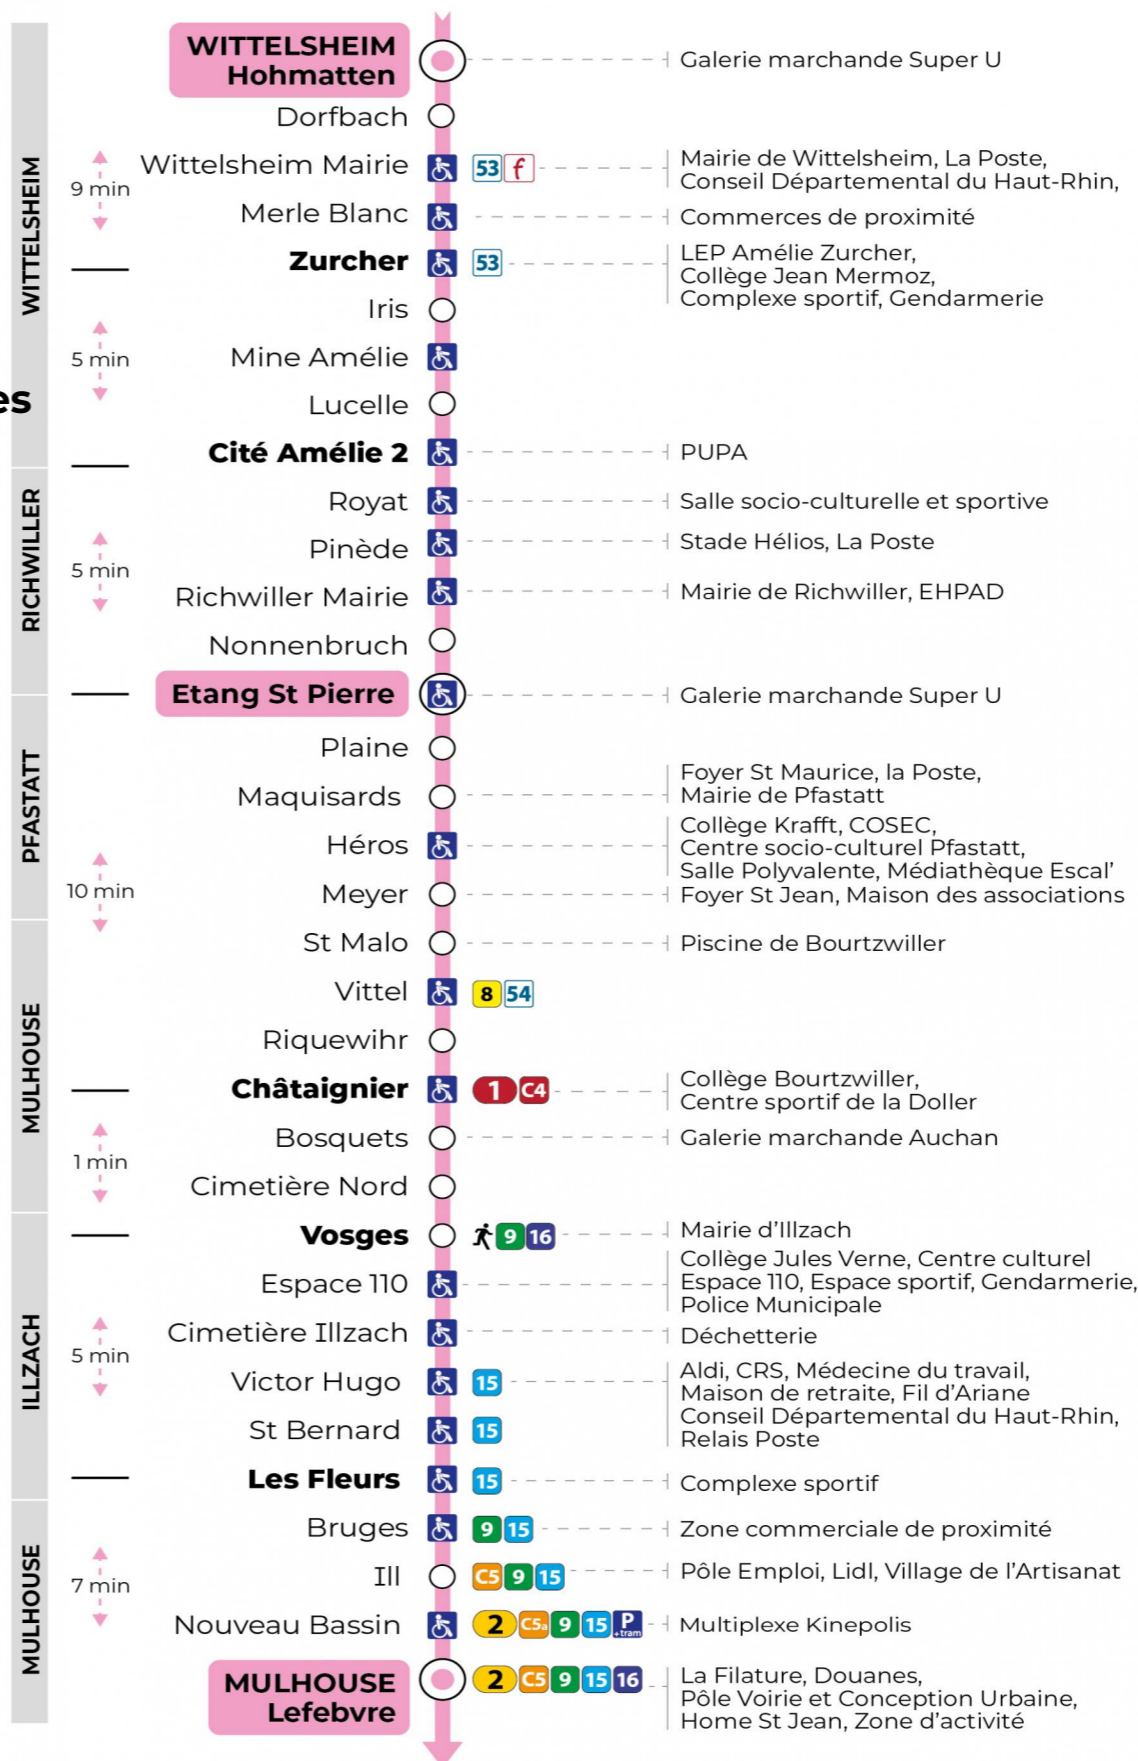 WITTELSHEIM
Hohmatten
Galerie marchande Super U
Dorfbach
WITTELSHEIM
9 min
Wittelsheim Mairie
53 f
Mairie de Wittelsheim, La Poste,
Conseil Départemental du Haut-Rhin,
Merle Blanc
Commerces de proximité
Zurcher
53
LEP Amélie Zurcher,
Collège Jean Mermoz,
Complexe sportif, Gendarmerie
Iris
5 min
Mine Amélie
es
Lucelle
Cité Amélie 2
PUPA
RICHWILLER
Royat
Salle socio-culturelle et sportive
5 min
Pinède
Stade Hélios, La Poste
Richwiller Mairie
Mairie de Richwiller, EHPAD
Nonnenbruch
Etang St Pierre
Galerie marchande Super U
PFASTATT
Plaine
Maquisards
Foyer St Maurice, la Poste,
Mairie de Pfastatt
Héros
Collège Krafft, COSEC,
Centre socio-culturel Pfastatt,
Salle Polyvalente, Médiathèque Escal’
10 min
Meyer
Foyer St Jean, Maison des associations
MULHOUSE
St Malo
Piscine de Bourtzwiller
Vittel
8 54
Riquewihr
Châtaignier
1 C4
Collège Bourtzwiller,
Centre sportif de la Doller
1 min
Bosquets
Galerie marchande Auchan
Cimetière Nord
ILLZACH
Vosges
9 16
Mairie d’Illzach
Espace 110
Collège Jules Verne, Centre culturel
Espace 110, Espace sportif, Gendarmerie,
Police Municipale
5 min
Cimetière Illzach
Déchetterie
Victor Hugo
15
Aldi, CRS, Médecine du travail,
Maison de retraite, Fil d’Ariane
St Bernard
15
Conseil Départemental du Haut-Rhin,
Relais Poste
Les Fleurs
15
Complexe sportif
MULHOUSE
Bruges
9 15
Zone commerciale de proximité
7 min
Ill
C5 9 15
Pôle Emploi, Lidl, Village de l’Artisanat
Nouveau Bassin
2 C5a 9 15 P +tram
Multiplexe Kinepolis
MULHOUSE
Lefebvre
2 C5 9 15 16
La Filature, Douanes,
Pôle Voirie et Conception Urbaine,
Home St Jean, Zone d’activité